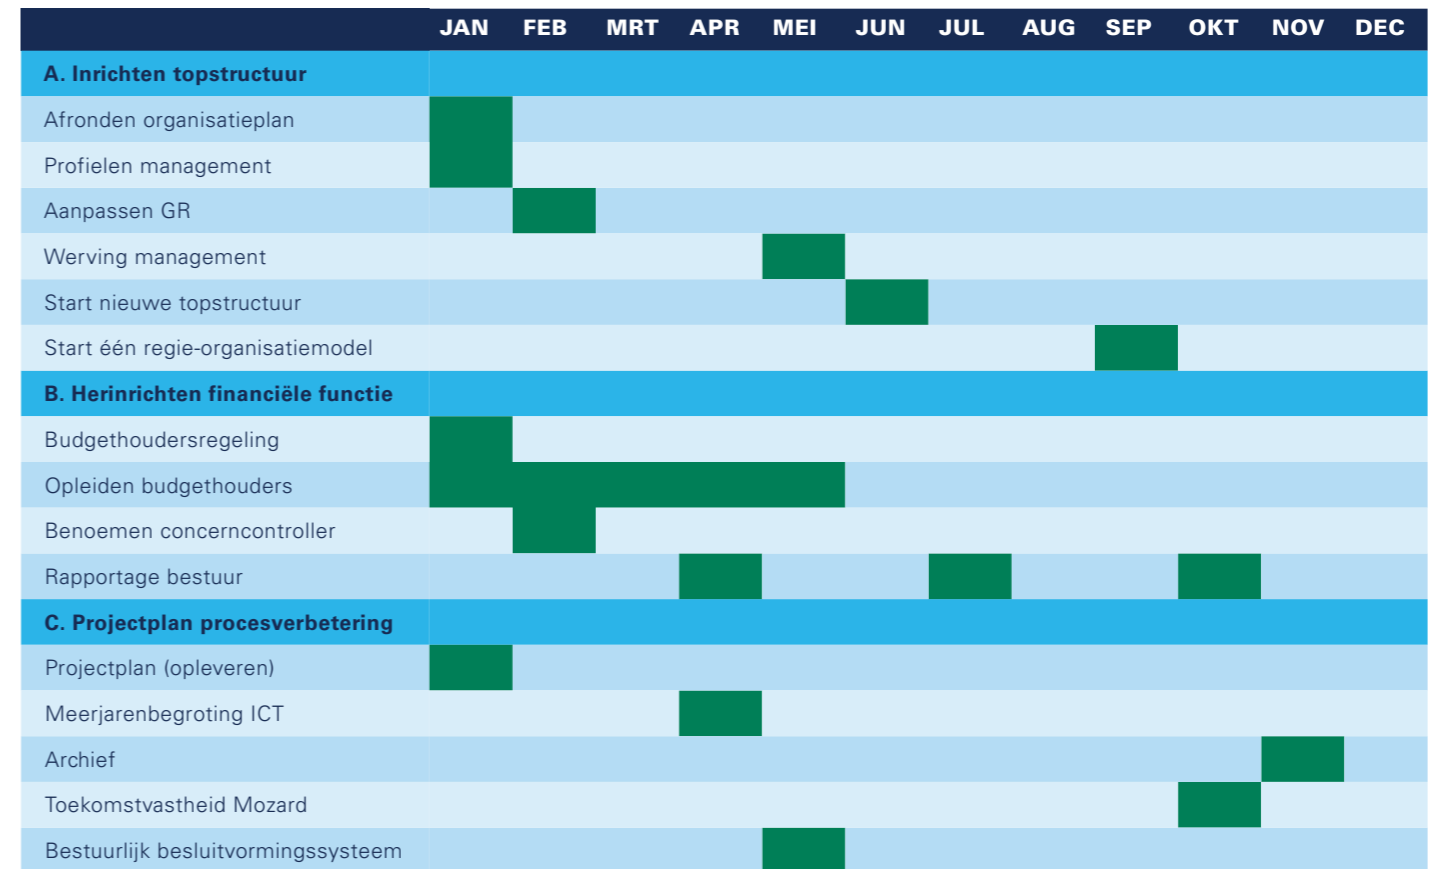 JAN FEB MRT APR MEI JUN JUL AUG SEP OKT NOV DEC
A. Inrichten topstructuur
Afronden organisatieplan
Profielen management
Aanpassen GR
Werving management
Start nieuwe topstructuur
Start één regie-organisatiemodel
B. Herinrichten financiële functie
Budgethoudersregeling
Opleiden budgethouders
Benoemen concerncontroller
Rapportage bestuur
C. Projectplan procesverbetering
Projectplan (opleveren)
Meerjarenbegroting ICT
Archief
Toekomstvastheid Mozard
Bestuurlijk besluitvormingssysteem